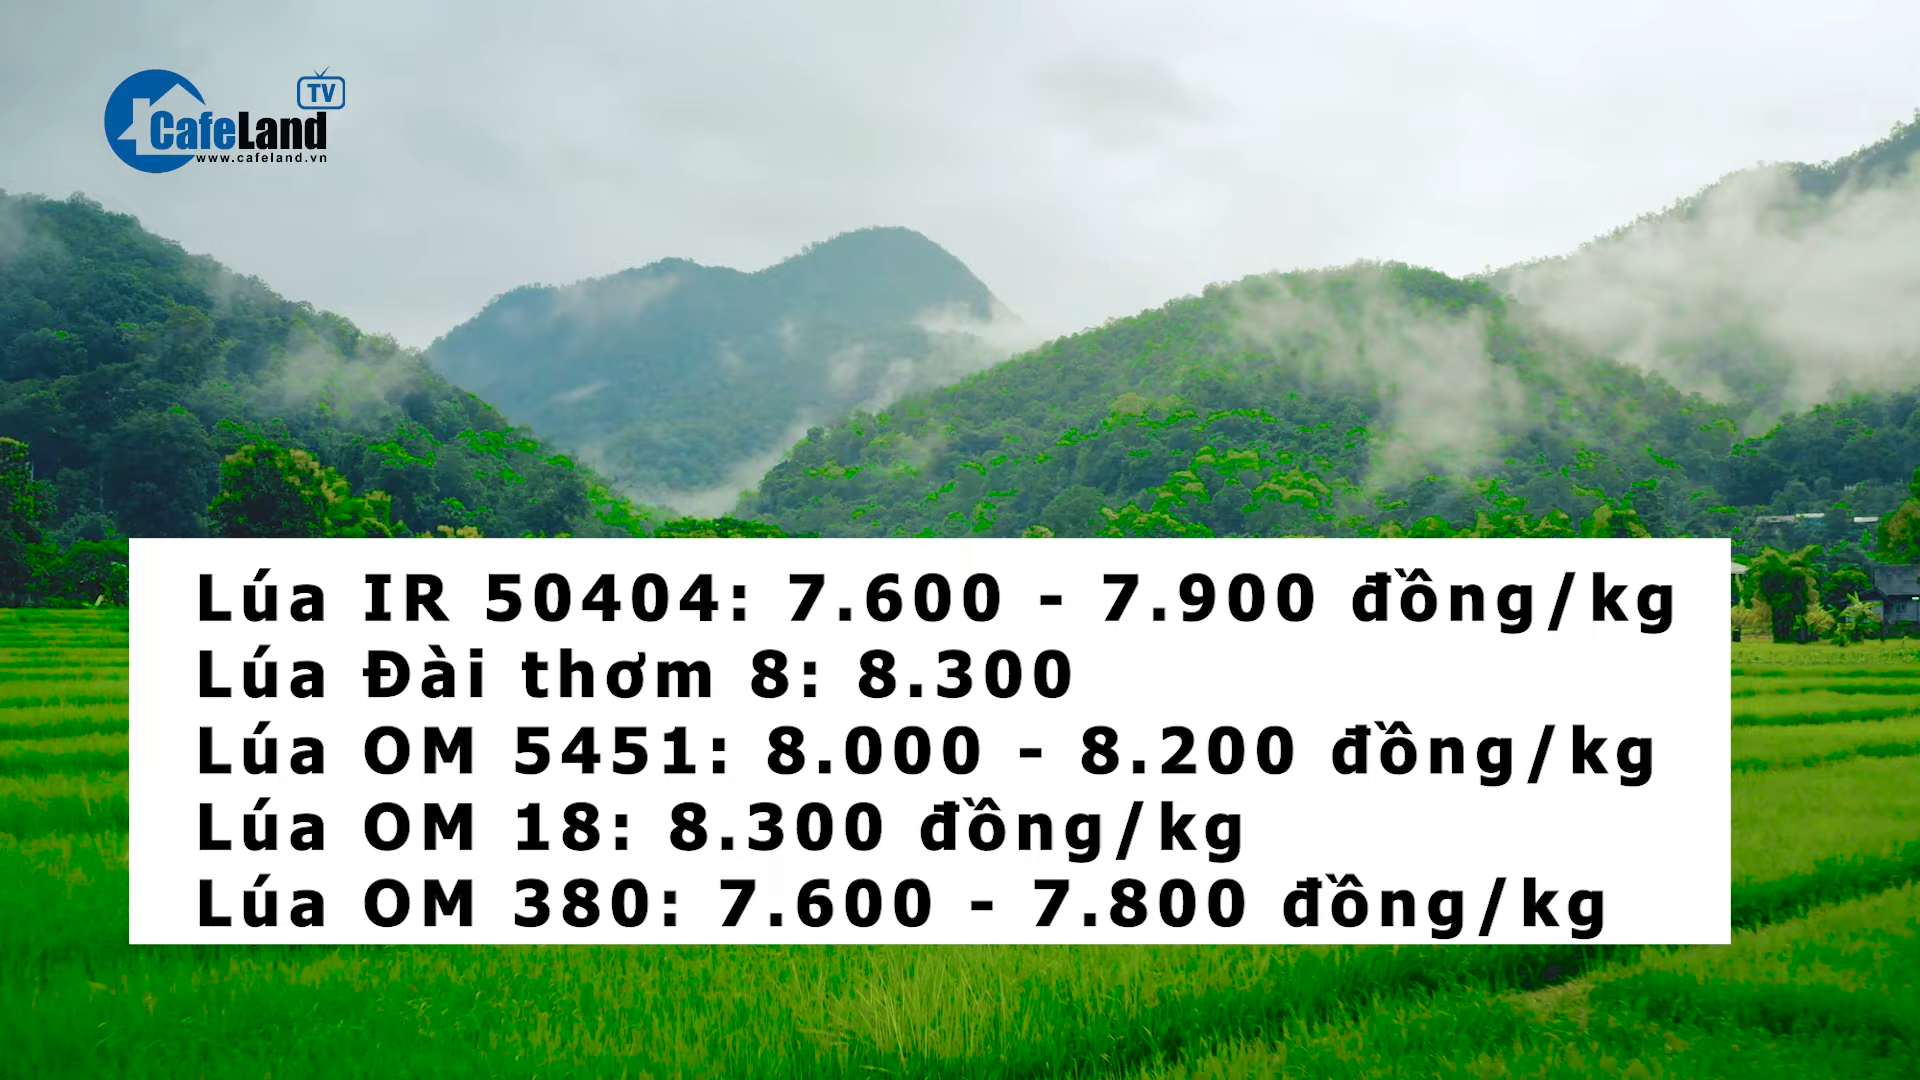 TV
CafeLand
www.cafeland.vn
Lúa IR 50404: 7.600 - 7.900 đồng/kg
Lúa Đài thơm 8: 8.300
Lúa OM 5451: 8.000 - 8.200 đồng/kg
Lúa OM 18: 8.300 đồng/kg
Lúa OM 380: 7.600 - 7.800 đồng/kg